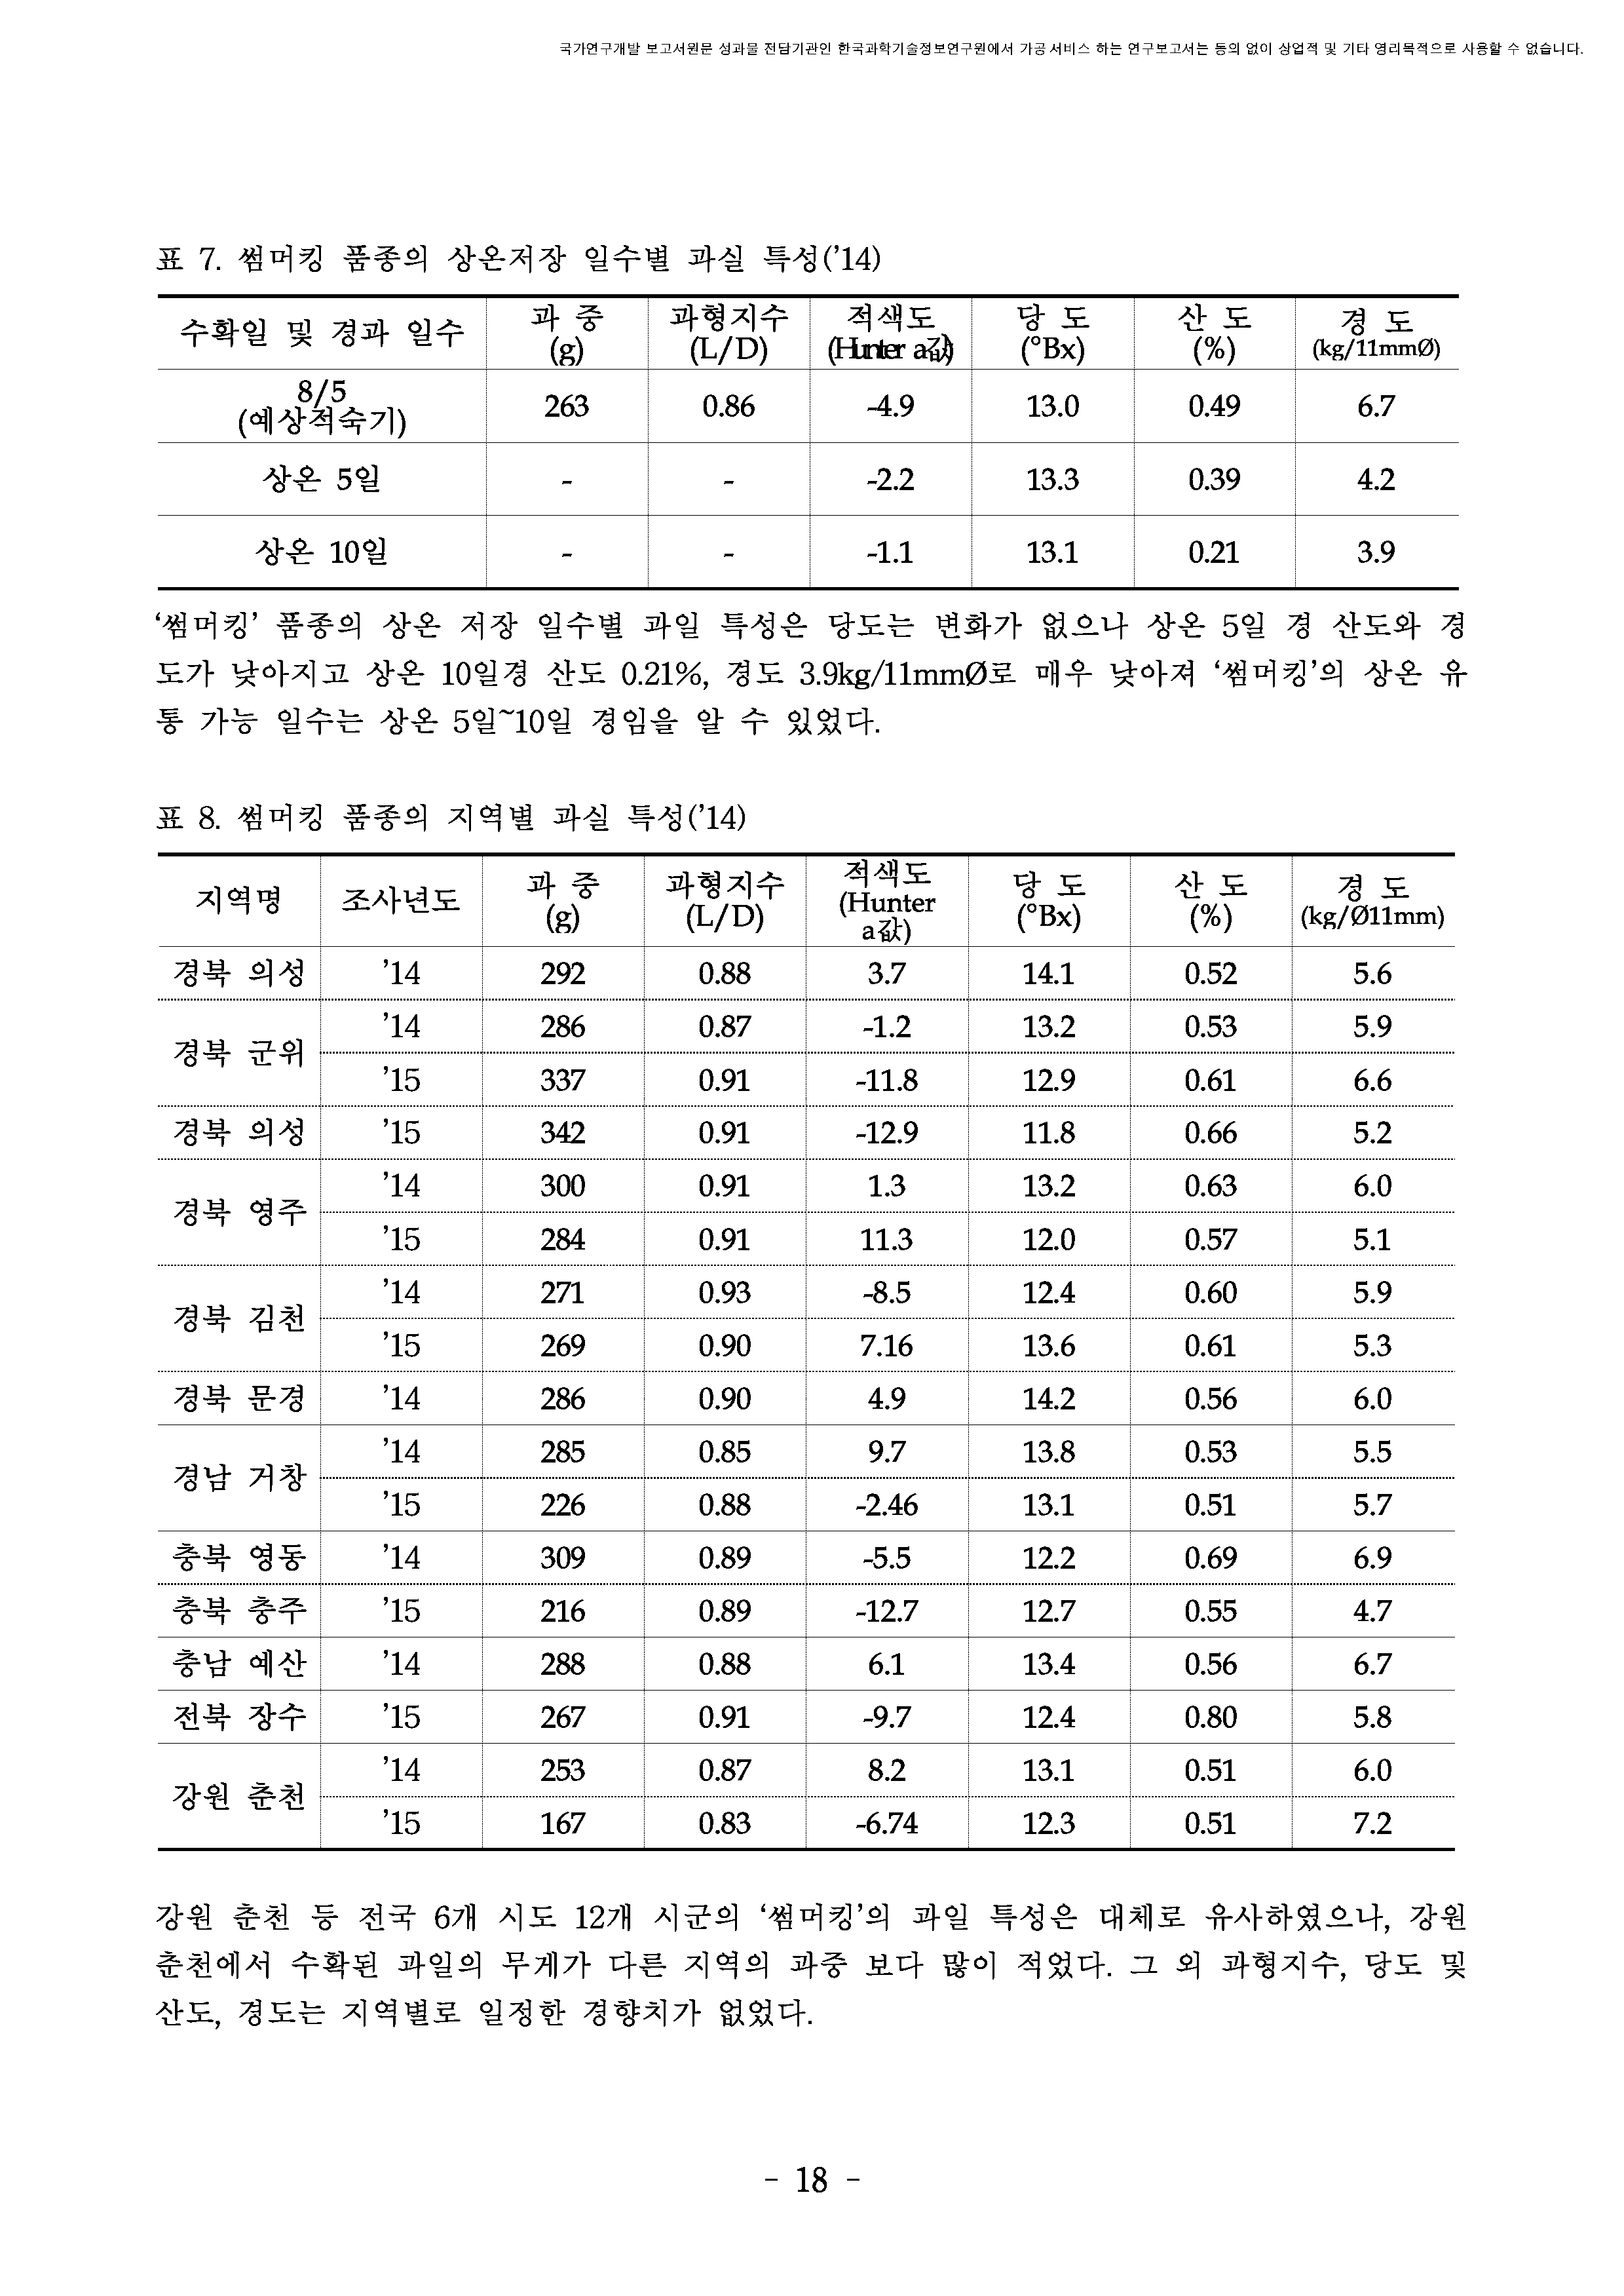 국가연구개발 보고서원문 성과물 전담기관인 한국과학기술정보연구원에서 가공·서비스 하는 연구보고서는 동의 없이 상업적 및 기타 영리목적으로 사용할 수 없습니다.
표 7. 썸머킹 품종의 상온저장 일수별 과실 특성(’14)
수확일 및 경과 일수 과 중 (g) 과형지수 (L/D) 적색도 (Hunter a값) 당 도 (°Bx) 산 도 (%) 경 도 (kg/11mmØ)
8/5 (예상적숙기) 263 0.86 -4.9 13.0 0.49 6.7
상온 5일 - - -2.2 13.3 0.39 4.2
상온 10일 - - -1.1 13.1 0.21 3.9
‘썸머킹’ 품종의 상온 저장 일수별 과일 특성은 당도는 변화가 없으나 상온 5일 경 산도와 경
도가 낮아지고 상온 10일경 산도 0.21%, 경도 3.9kg/11mmØ로 매우 낮아져 ‘썸머킹’의 상온 유
통 가능 일수는 상온 5일~10일 경임을 알 수 있었다.
표 8. 썸머킹 품종의 지역별 과실 특성(’14)
지역명 조사년도 과 중 (g) 과형지수 (L/D) 적색도 (Hunter a값) 당 도 (°Bx) 산 도 (%) 경 도 (kg/Ø11mm)
경북 의성 ’14 292 0.88 3.7 14.1 0.52 5.6
경북 군위 ’14 286 0.87 -1.2 13.2 0.53 5.9
’15 337 0.91 -11.8 12.9 0.61 6.6
경북 의성 ’15 342 0.91 -12.9 11.8 0.66 5.2
경북 영주 ’14 300 0.91 1.3 13.2 0.63 6.0
’15 284 0.91 11.3 12.0 0.57 5.1
경북 김천 ’14 271 0.93 -8.5 12.4 0.60 5.9
’15 269 0.90 7.16 13.6 0.61 5.3
경북 문경 ’14 286 0.90 4.9 14.2 0.56 6.0
경남 거창 ’14 285 0.85 9.7 13.8 0.53 5.5
’15 226 0.88 -2.46 13.1 0.51 5.7
충북 영동 ’14 309 0.89 -5.5 12.2 0.69 6.9
충북 충주 ’15 216 0.89 -12.7 12.7 0.55 4.7
충남 예산 ’14 288 0.88 6.1 13.4 0.56 6.7
전북 장수 ’15 267 0.91 -9.7 12.4 0.80 5.8
강원 춘천 ’14 253 0.87 8.2 13.1 0.51 6.0
’15 167 0.83 -6.74 12.3 0.51 7.2
강원 춘천 등 전국 6개 시도 12개 시군의 ‘썸머킹’의 과일 특성은 대체로 유사하였으나, 강원
춘천에서 수확된 과일의 무게가 다른 지역의 과중 보다 많이 적었다. 그 외 과형지수, 당도 및
산도, 경도는 지역별로 일정한 경향치가 없었다.
- 18 -